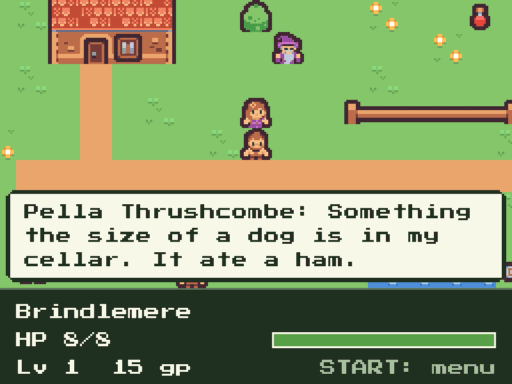 Pella Thrushcombe: Something
the size of a dog is in my
cellar. It ate a ham.
Brindlemere
HP 8/8
Lv 1 15 gp START: menu